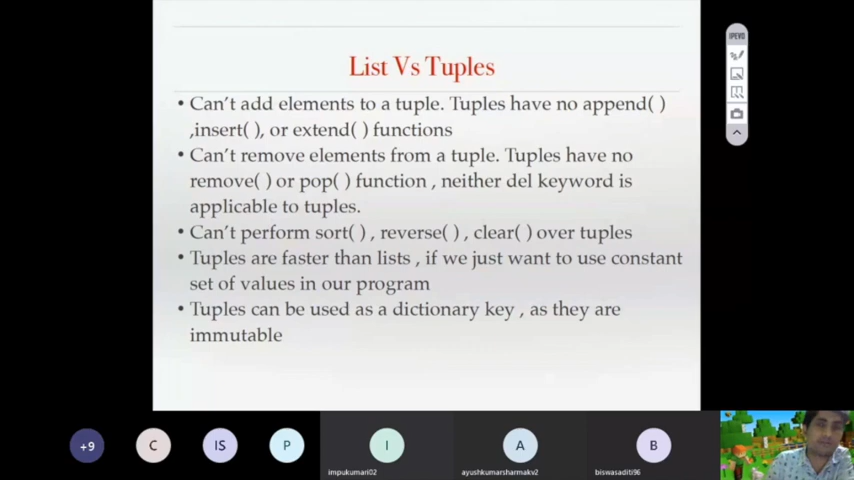 List Vs Tuples
IPEVO
• Can't add elements to a tuple. Tuples have no append( )
,insert( ), or extend( ) functions
• Can't remove elements from a tuple. Tuples have no
remove( ) or pop( ) function , neither del keyword is
applicable to tuples.
• Can't perform sort( ) , reverse( ) , clear( ) over tuples
• Tuples are faster than lists , if we just want to use constant
set of values in our program
• Tuples can be used as a dictionary key , as they are
immutable
+9
C
IS
P
I
A
B
impukumari02
ayushkumarsharmakv2
biswasaditi96